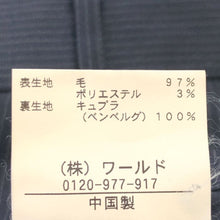 表生地 毛 97%
ポリエステル 3%
裏生地 キュプラ
(ベンベルグ) 100%
(株) ワールド
0120-977-917
中国製